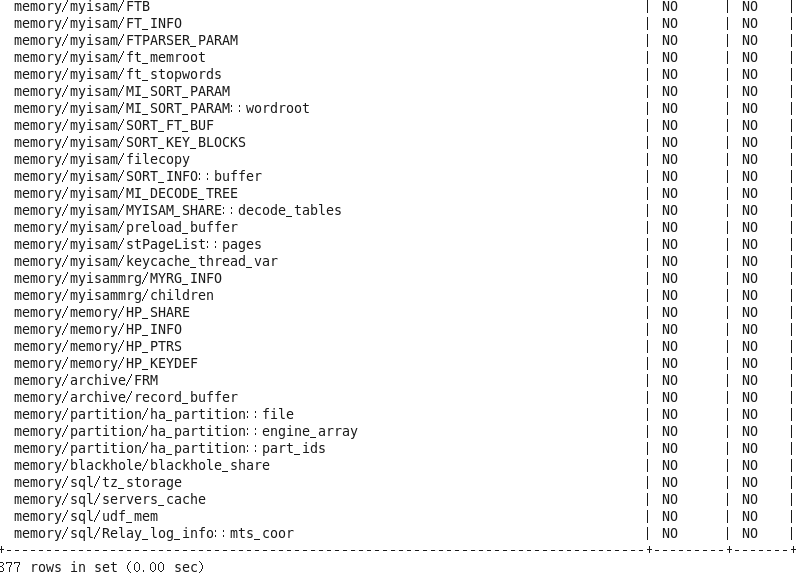 memory/myisam/FTB | NO | NO |
memory/myisam/FT_INFO | NO | NO |
memory/myisam/FTPARSER_PARAM | NO | NO |
memory/myisam/ft_memroot | NO | NO |
memory/myisam/ft_stopwords | NO | NO |
memory/myisam/MI_SORT_PARAM | NO | NO |
memory/myisam/MI_SORT_PARAM::wordroot | NO | NO |
memory/myisam/SORT_FT_BUF | NO | NO |
memory/myisam/SORT_KEY_BLOCKS | NO | NO |
memory/myisam/filecopy | NO | NO |
memory/myisam/SORT_INFO::buffer | NO | NO |
memory/myisam/MI_DECODE_TREE | NO | NO |
memory/myisam/MYISAM_SHARE::decode_tables | NO | NO |
memory/myisam/preload_buffer | NO | NO |
memory/myisam/stPageList::pages | NO | NO |
memory/myisam/keycache_thread_var | NO | NO |
memory/myisammrg/MYRG_INFO | NO | NO |
memory/myisammrg/children | NO | NO |
memory/memory/HP_SHARE | NO | NO |
memory/memory/HP_INFO | NO | NO |
memory/memory/HP_PTRS | NO | NO |
memory/memory/HP_KEYDEF | NO | NO |
memory/archive/FRM | NO | NO |
memory/archive/record_buffer | NO | NO |
memory/partition/ha_partition::file | NO | NO |
memory/partition/ha_partition::engine_array | NO | NO |
memory/partition/ha_partition::part_ids | NO | NO |
memory/blackhole/blackhole_share | NO | NO |
memory/sql/tz_storage | NO | NO |
memory/sql/servers_cache | NO | NO |
memory/sql/udf_mem | NO | NO |
memory/sql/Relay_log_info::mts_coor | NO | NO |
+--------------------------------------------------------------------------------+---------+-------+
377 rows in set (0.00 sec)